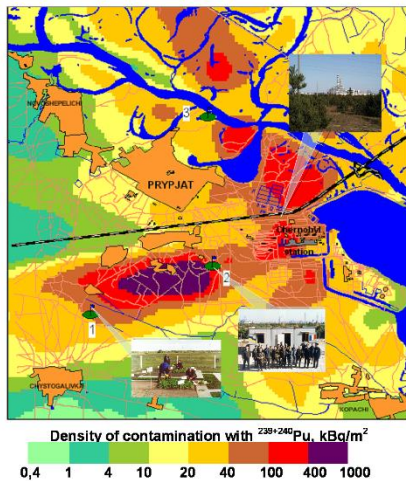 NOVOSHEPELICHI
3
PRYPJAT
Chernobyl
station
2
1
CHYSTOGALIVKA
KOPACHI
Density of contamination with ²³⁹⁺²⁴⁰Pu, kBq/m²
0,4 1 4 10 20 40 100 400 1000